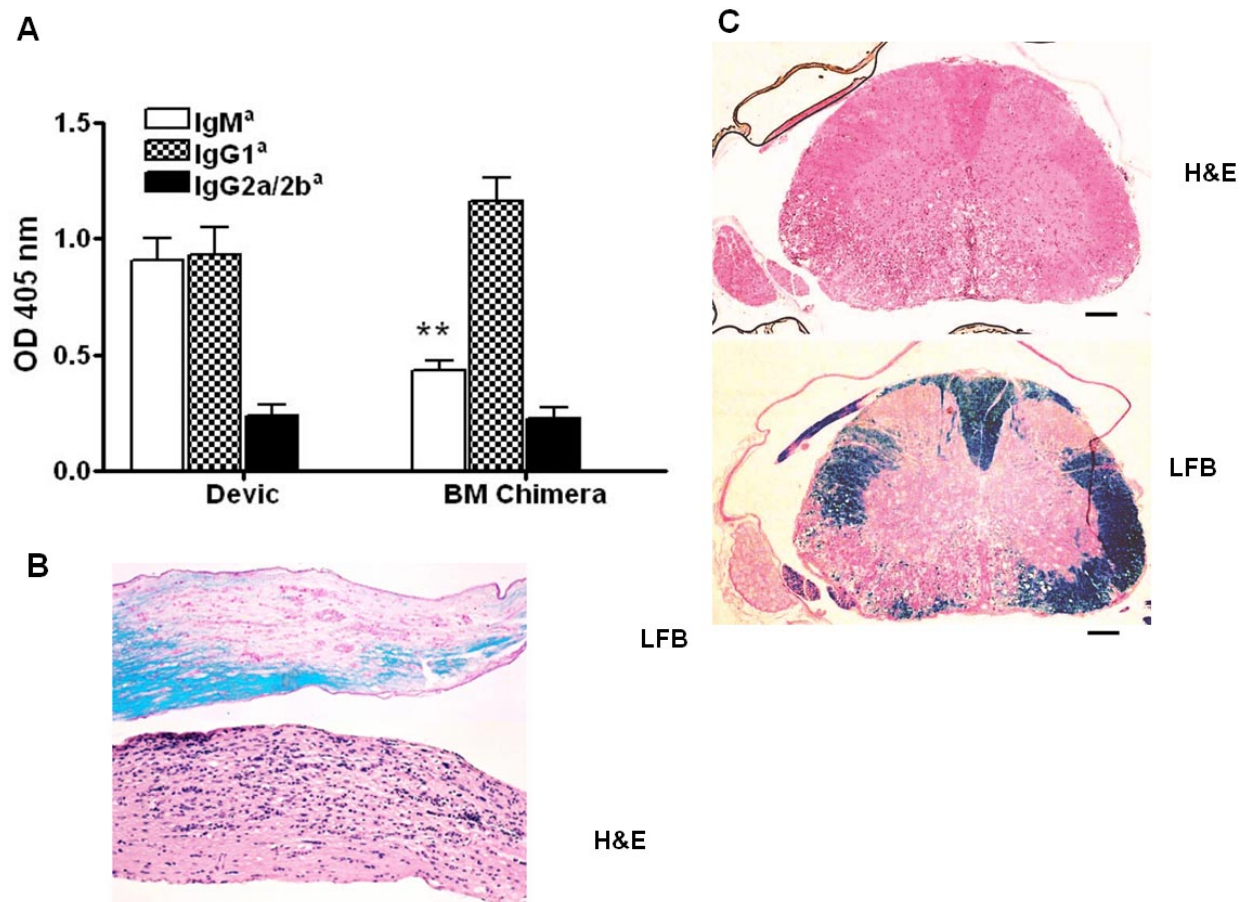 A
OD 405 nm
1.5
1.0
0.5
0.0
IgMª
IgG1ª
IgG2a/2bª
**
Devic
BM Chimera
B
LFB
H&E
C
H&E
LFB